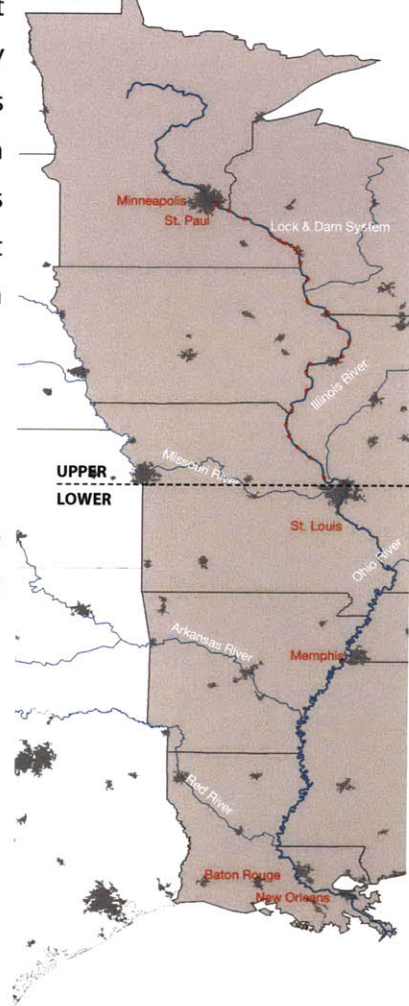 Minneapolis
St. Paul
Lock & Dam System
Illinois River
Missouri River
UPPER
LOWER
St. Louis
Ohio River
Arkansas River
Memphis
Red River
Baton Rouge
New Orleans